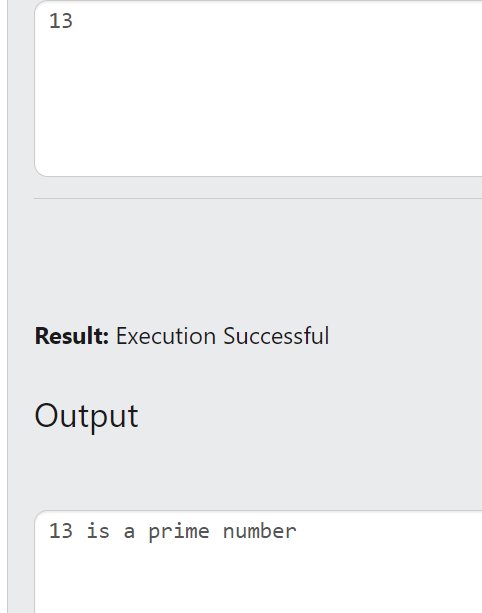 13
Result: Execution Successful
Output
13 is a prime number